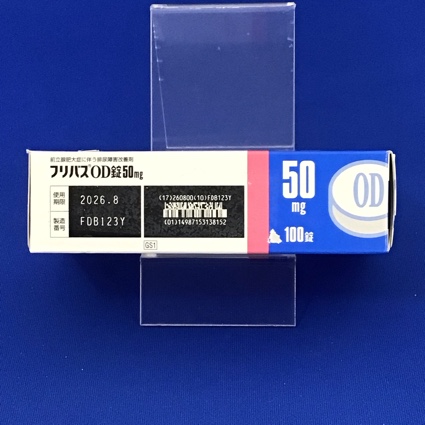 前立腺肥大症に伴う排尿障害改善剤
フリバスOD錠50mg
使用
期限
2026.8
製造
番号
FDB123Y
(17)260800(10)FDB123Y
(01)14987153138152
GS1
50
mg
100錠
OD